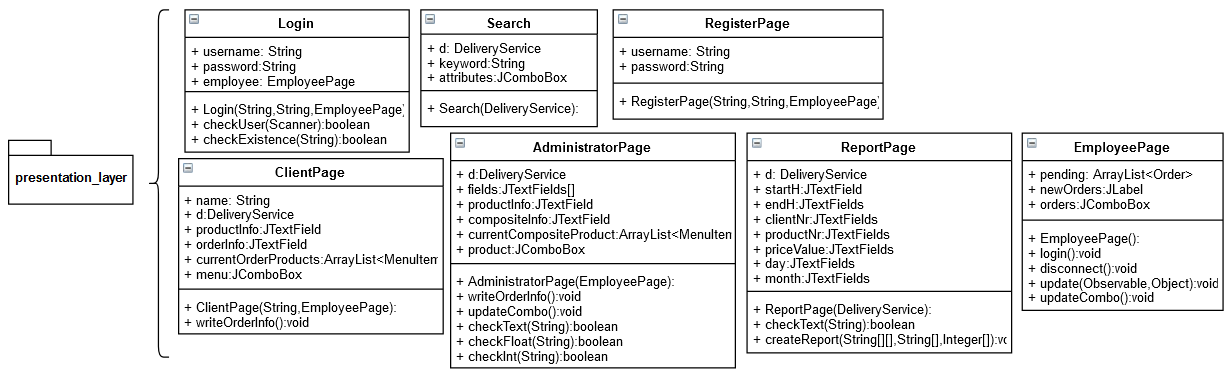 presentation_layer
Login
+ username: String
+ password:String
+ employee: EmployeePage
+ Login(String,String,EmployeePage)
+ checkUser(Scanner):boolean
+ checkExistence(String):boolean
Search
+ d: DeliveryService
+ keyword:String
+ attributes:JComboBox
+ Search(DeliveryService):
RegisterPage
+ username: String
+ password:String
+ RegisterPage(String,String,EmployeePage)
ClientPage
+ name: String
+ d:DeliveryService
+ productInfo:JTextField
+ orderInfo:JTextField
+ currentOrderProducts:ArrayList<MenuItem
+ menu:JComboBox
+ ClientPage(String,EmployeePage):
+ writeOrderInfo():void
AdministratorPage
+ d:DeliveryService
+ fields:JTextFields[]
+ productInfo:JTextField
+ compositeInfo:JTextField
+ currentCompositeProduct:ArrayList<MenuItem
+ product:JComboBox
+ AdministratorPage(EmployeePage):
+ writeOrderInfo():void
+ updateCombo():void
+ checkText(String):boolean
+ checkFloat(String):boolean
+ checkInt(String):boolean
ReportPage
+ d: DeliveryService
+ startH:JTextField
+ endH:JTextFields
+ clientNr:JTextFields
+ productNr:JTextFields
+ priceValue:JTextFields
+ day:JTextFields
+ month:JTextFields
+ ReportPage(DeliveryService):
+ checkText(String):boolean
+ createReport(String[][],String[],Integer[]):vo
EmployeePage
+ pending: ArrayList<Order>
+ newOrders:JLabel
+ orders:JComboBox
+ EmployeePage():
+ login():void
+ disconnect():void
+ update(Observable,Object):void
+ updateCombo():void